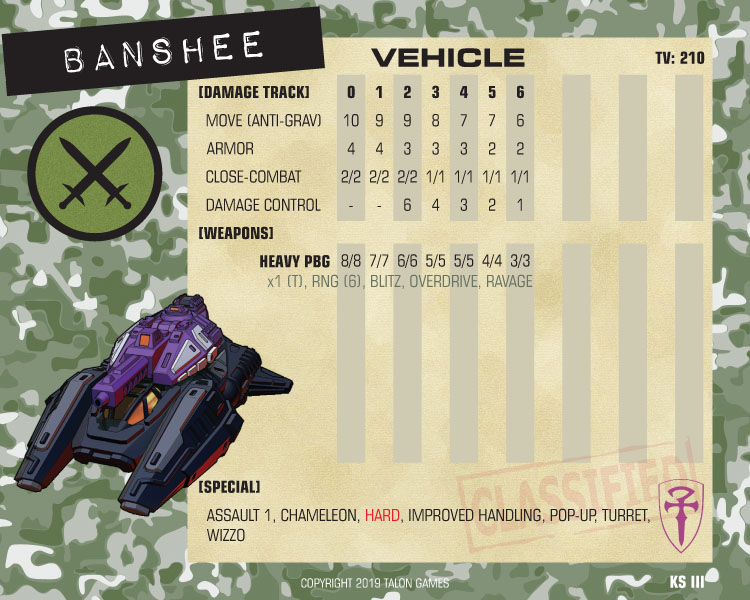 BANSHEE
VEHICLE
TV: 210
[DAMAGE TRACK] 0 1 2 3 4 5 6
MOVE (ANTI-GRAV) 10 9 9 8 7 7 6
ARMOR 4 4 3 3 3 2 2
CLOSE-COMBAT 2/2 2/2 2/2 1/1 1/1 1/1 1/1
DAMAGE CONTROL - - 6 4 3 2 1
[WEAPONS]
HEAVY PBG 8/8 7/7 6/6 5/5 5/5 4/4 3/3
x1 (T), RNG (6), BLITZ, OVERDRIVE, RAVAGE
CLASSIFIED
[SPECIAL]
ASSAULT 1, CHAMELEON, HARD, IMPROVED HANDLING, POP-UP, TURRET,
WIZZO
COPYRIGHT 2019 TALON GAMES
KS III